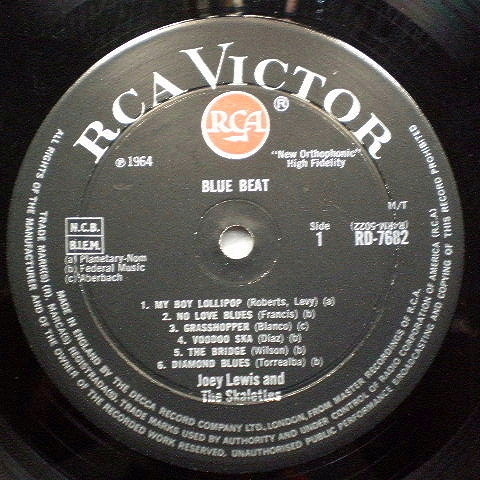 RCA VICTOR
RCA ®
℗ 1964
"New Orthophonic"
High Fidelity
BLUE BEAT
M/T
N.C.B.
B.I.E.M.
(a) Planetary-Nom
(b) Federal Music
(c) Aberbach
Side
1
(R4RM-5022)
RD-7682
1. MY BOY LOLLIPOP (Roberts, Levy) (a)
2. NO LOVE BLUES (Francis) (b)
3. GRASSHOPPER (Blanco) (c)
4. VOODOO SKA (Diaz) (b)
5. THE BRIDGE (Wilson) (b)
6. DIAMOND BLUES (Torrealba) (b)
Joey Lewis and
The Skalettes
TRADE MARK(S) ®, MARCA(S) REGISTRADA(S). TRADE MARKS USED BY AUTHORITY AND UNDER CONTROL OF RADIO CORPORATION OF AMERICA (R.C.A.)
MADE IN ENGLAND BY THE DECCA RECORD COMPANY LTD., LONDON, FROM MASTER RECORDINGS OF R.C.A.
ALL RIGHTS OF THE MANUFACTURER AND OF THE OWNER OF THE RECORDED WORK RESERVED. UNAUTHORISED PUBLIC PERFORMANCE BROADCASTING AND COPYING OF THIS RECORD PROHIBITED